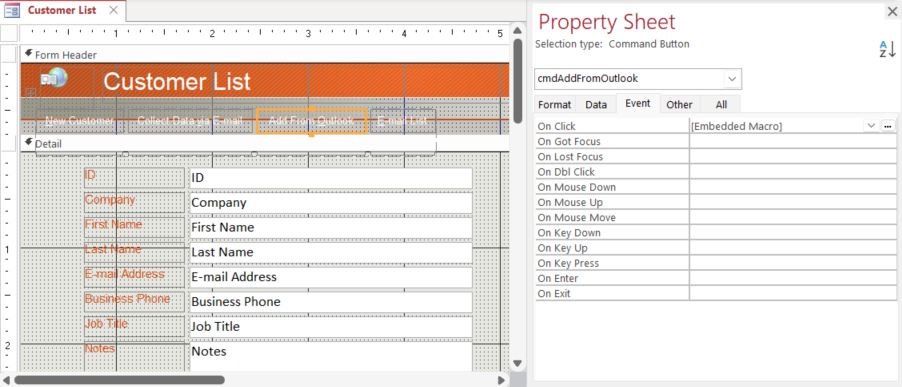 Customer List
1 2 3 4 5
Form Header
Customer List
New Customer Collect Data via E-mail Add From Outlook E-mail List
Detail
ID ID
Company Company
First Name First Name
1
Last Name Last Name
E-mail Address E-mail Address
Business Phone Business Phone
Job Title Job Title
2
Notes Notes
Property Sheet
Selection type: Command Button
A
Z
cmdAddFromOutlook
Format Data Event Other All
On Click [Embedded Macro] ...
On Got Focus
On Lost Focus
On Dbl Click
On Mouse Down
On Mouse Up
On Mouse Move
On Key Down
On Key Up
On Key Press
On Enter
On Exit